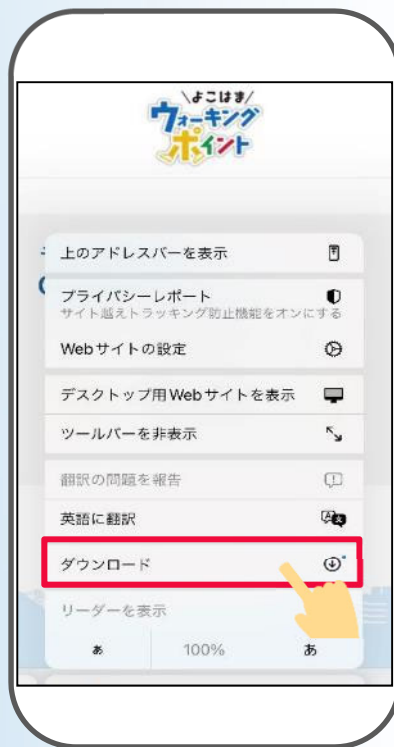 よこはま
ウォーキング
ポイント
上のアドレスバーを表示
プライバシーレポート
サイト越えトラッキング防止機能をオンにする
Webサイトの設定
デスクトップ用Webサイトを表示
ツールバーを非表示
翻訳の問題を報告
英語に翻訳
ダウンロード
リーダーを表示
ぁ 100% あ